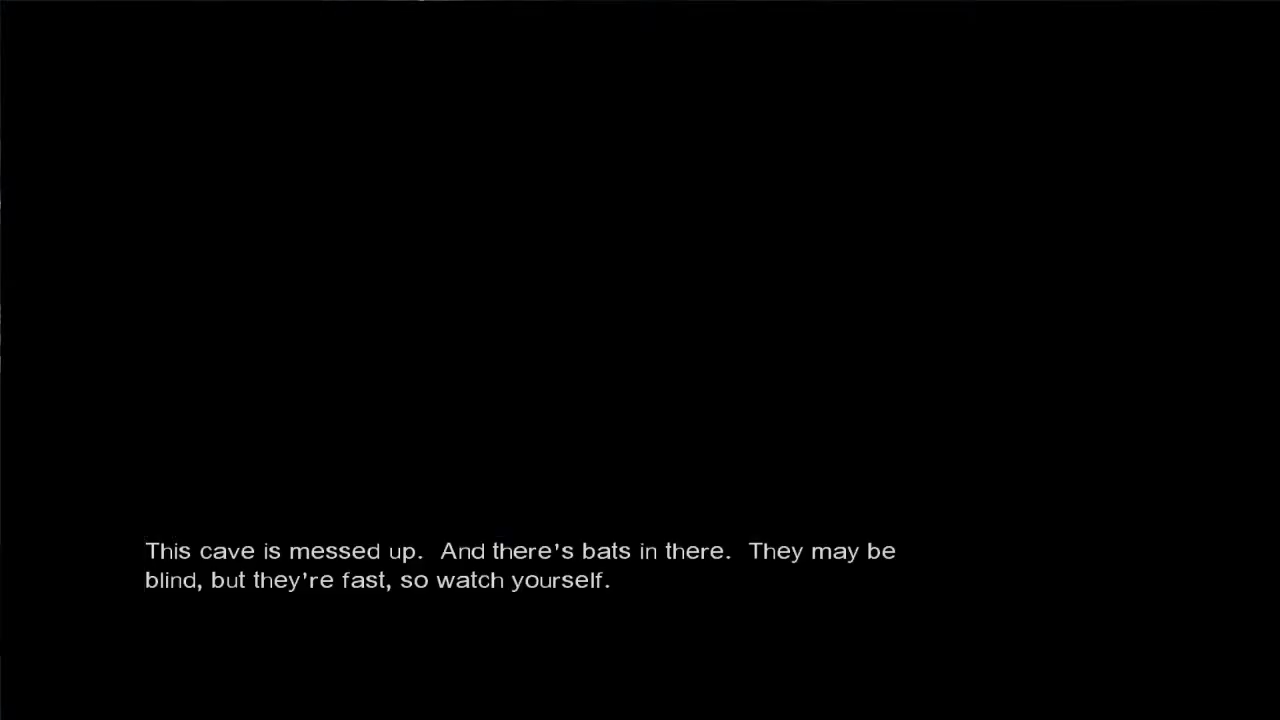 This cave is messed up.  And there's bats in there.  They may be
blind, but they're fast, so watch yourself.